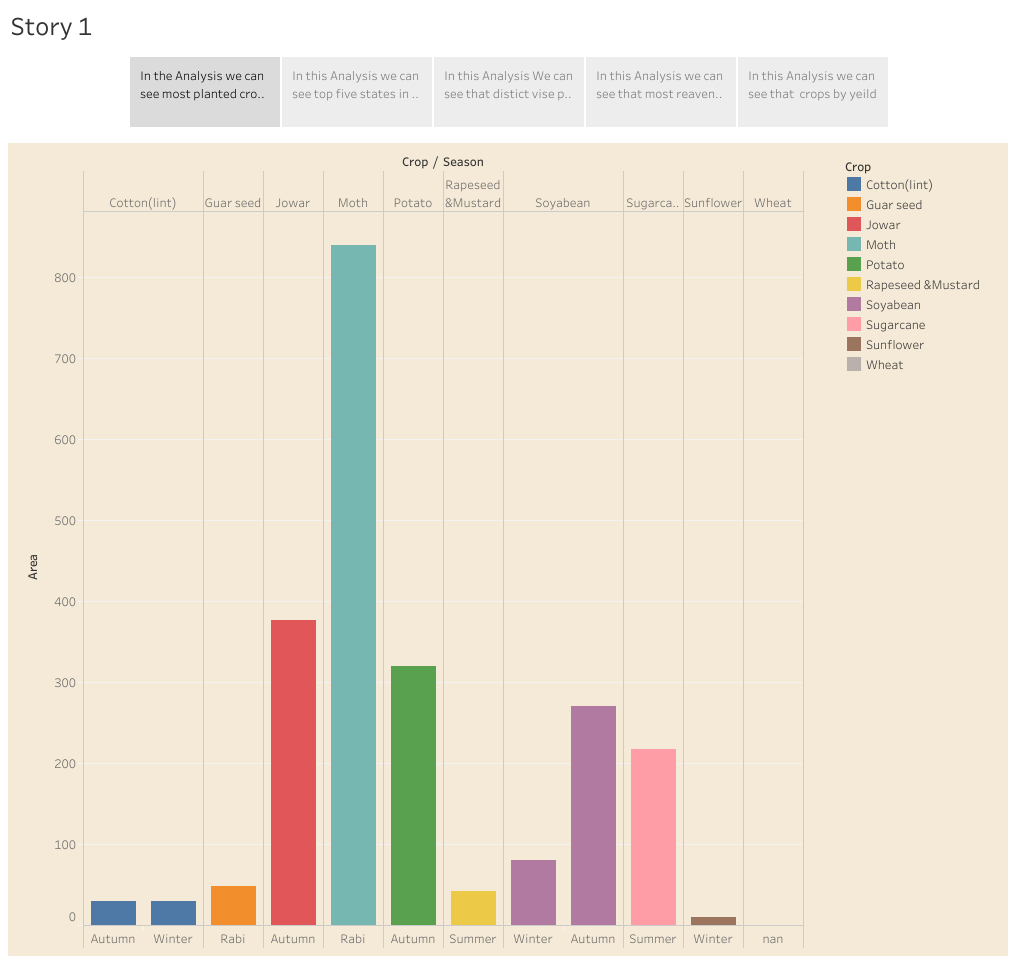 Story 1
In the Analysis we can
see most planted cro..
In this Analysis we can
see top five states in ..
In this Analysis We can
see that distict vise p..
In this Analysis we can
see that most reaven..
In this Analysis we can
see that  crops by yeild
Crop / Season
Cotton(lint)
Guar seed
Jowar
Moth
Potato
Rapeseed
&Mustard
Soyabean
Sugarca..
Sunflower
Wheat
Area
800
700
600
500
400
300
200
100
0
Autumn
Winter
Rabi
Autumn
Rabi
Autumn
Summer
Winter
Autumn
Summer
Winter
nan
Crop
Cotton(lint)
Guar seed
Jowar
Moth
Potato
Rapeseed &Mustard
Soyabean
Sugarcane
Sunflower
Wheat